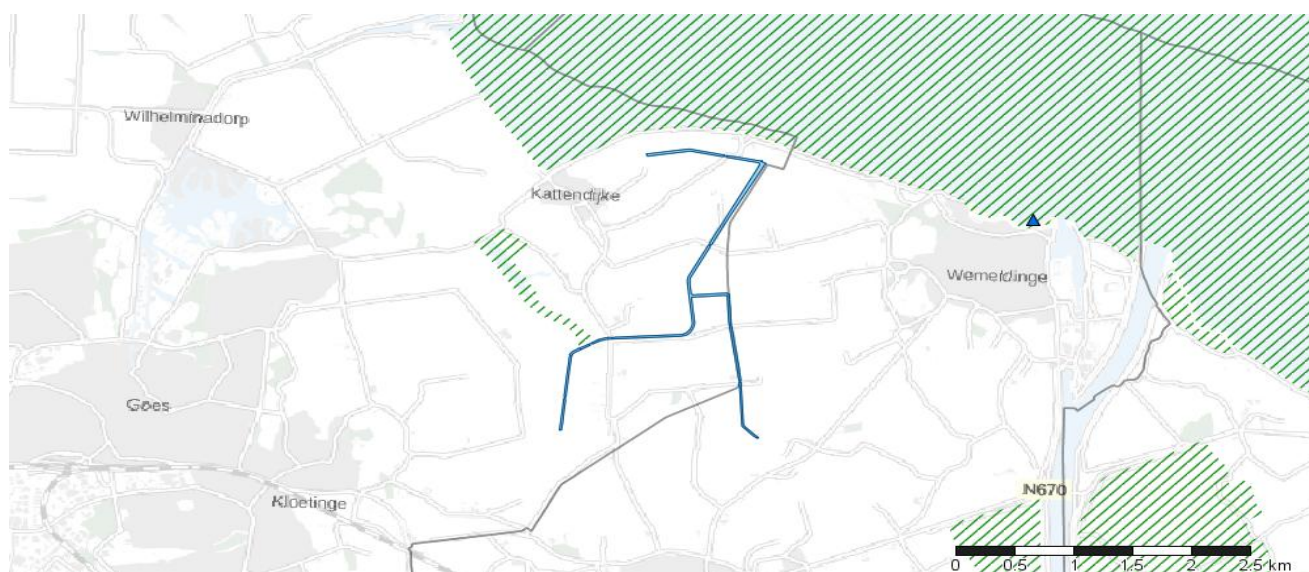 Wilhelminadorp
Kattendijke
Wemeldinge
Goes
Kloetinge
N670
0 0.5 1 1.5 2 2.5 km